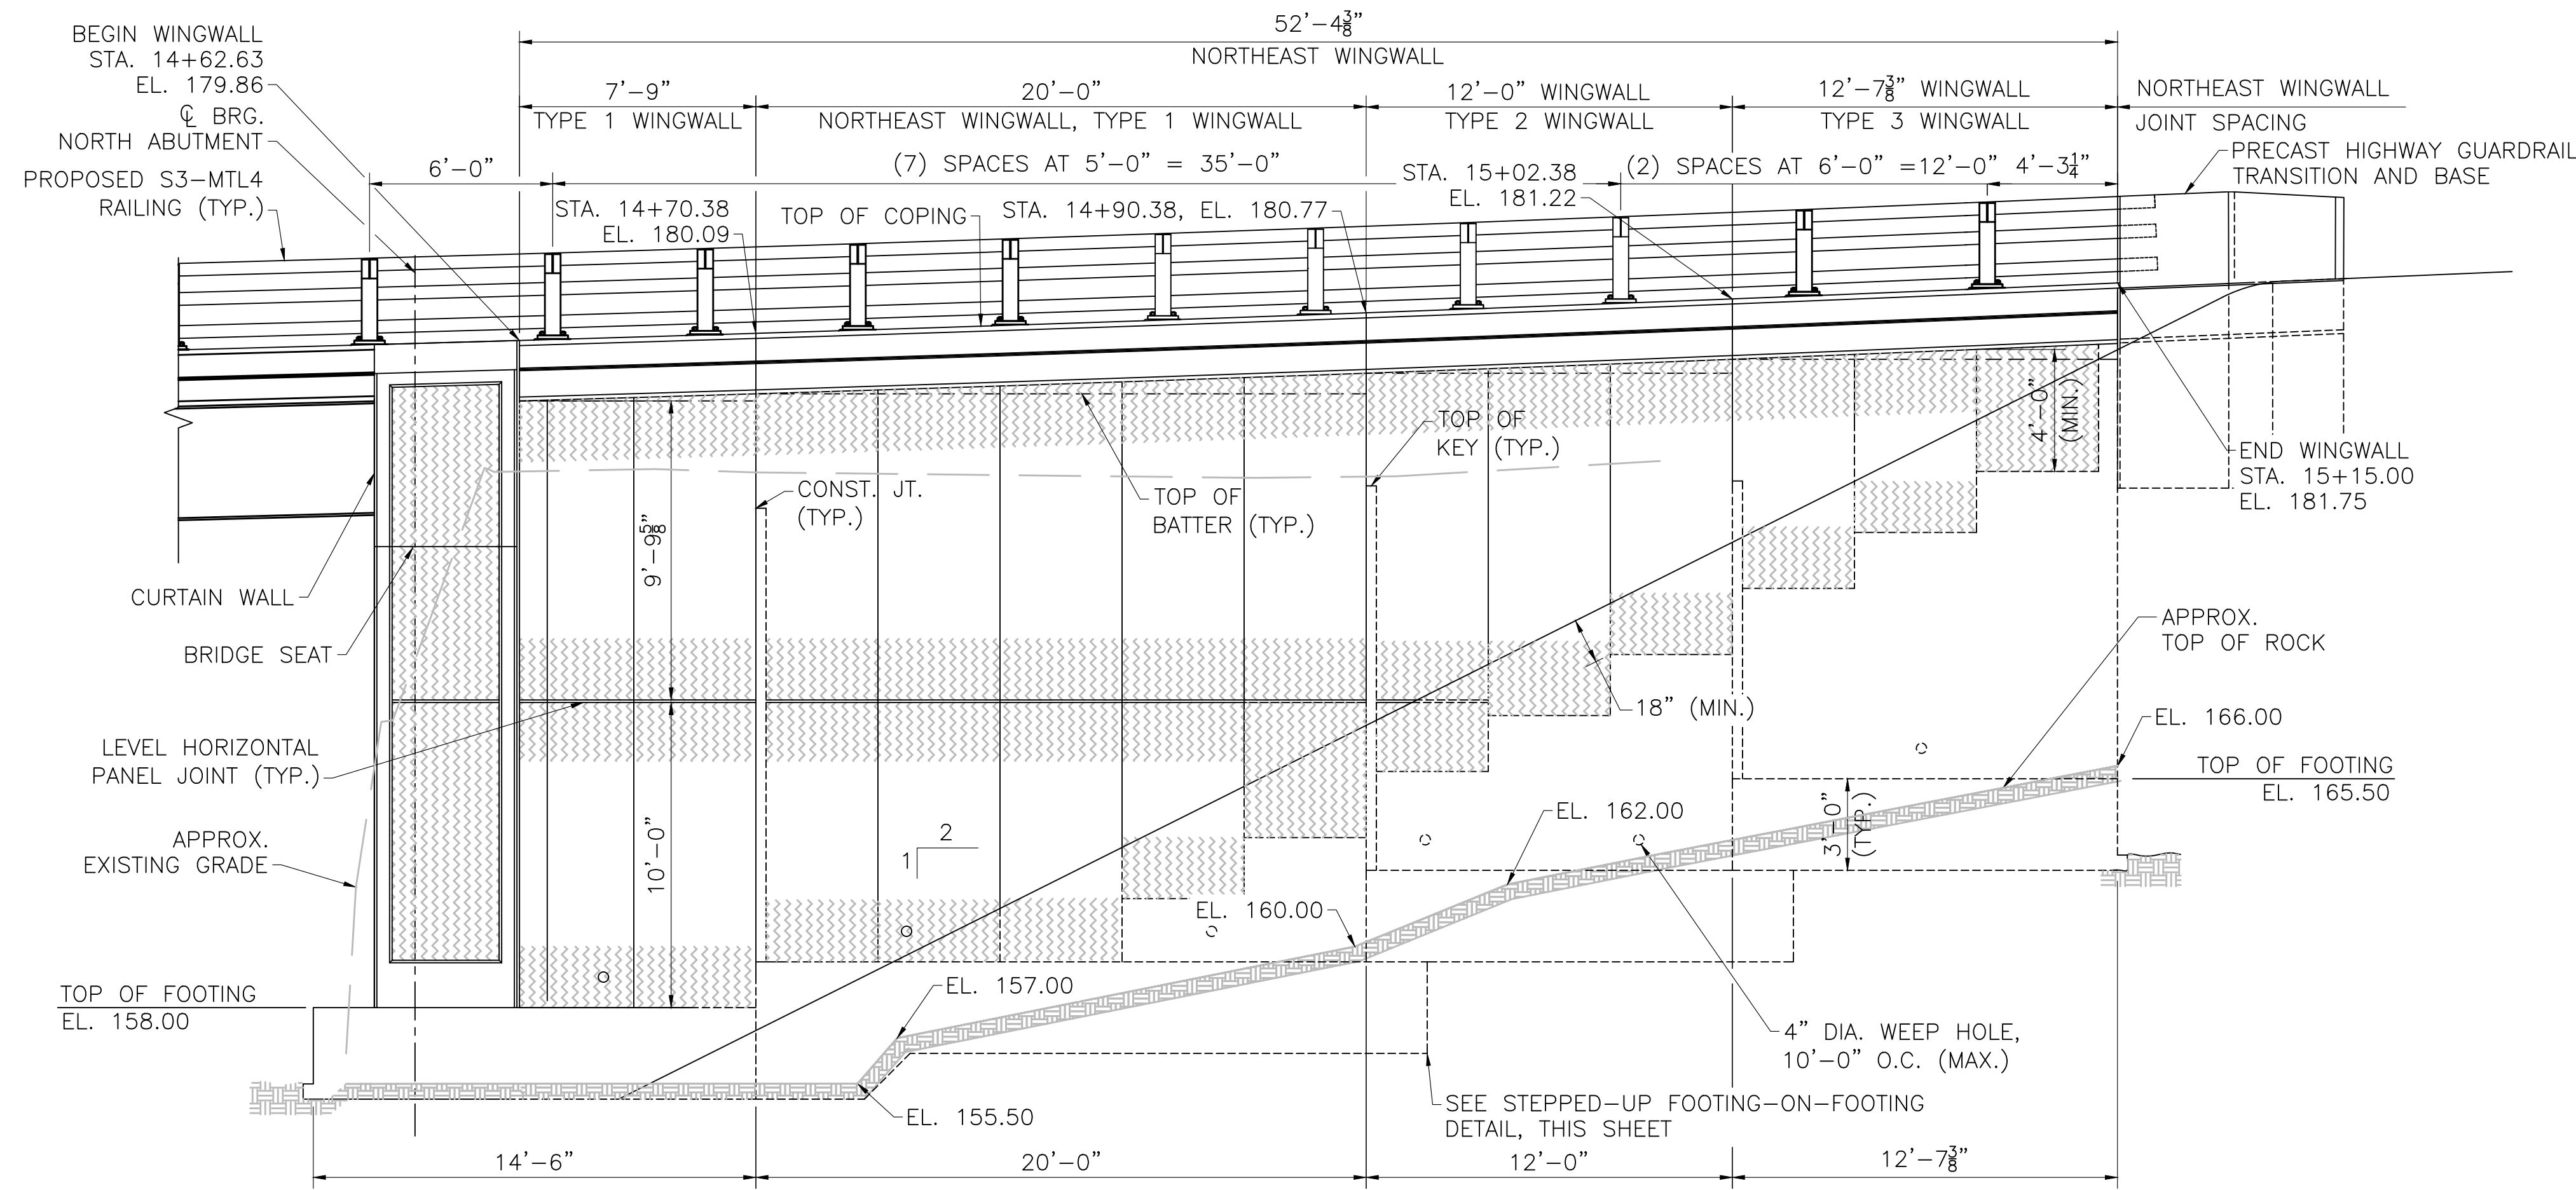 52'-4 3/8"
NORTHEAST WINGWALL
BEGIN WINGWALL
STA. 14+62.63
EL. 179.86
℄ BRG.
NORTH ABUTMENT
PROPOSED S3-MTL4
RAILING (TYP.)
7'-9"
TYPE 1 WINGWALL
20'-0"
NORTHEAST WINGWALL, TYPE 1 WINGWALL
12'-0" WINGWALL
TYPE 2 WINGWALL
12'-7 3/8" WINGWALL
TYPE 3 WINGWALL
NORTHEAST WINGWALL
JOINT SPACING
PRECAST HIGHWAY GUARDRAIL
TRANSITION AND BASE
6'-0"
(7) SPACES AT 5'-0" = 35'-0"
(2) SPACES AT 6'-0" =12'-0"
4'-3 1/4"
STA. 14+70.38
EL. 180.09
TOP OF COPING
STA. 14+90.38, EL. 180.77
STA. 15+02.38
EL. 181.22
TOP OF
KEY (TYP.)
4'-0"
(MIN.)
END WINGWALL
STA. 15+15.00
EL. 181.75
CONST. JT.
(TYP.)
TOP OF
BATTER (TYP.)
9'-9 5/8"
CURTAIN WALL
BRIDGE SEAT
APPROX.
TOP OF ROCK
18" (MIN.)
LEVEL HORIZONTAL
PANEL JOINT (TYP.)
EL. 166.00
TOP OF FOOTING
EL. 165.50
APPROX.
EXISTING GRADE
10'-0"
2
1
EL. 162.00
3'-0"
(TYP.)
EL. 160.00
EL. 157.00
TOP OF FOOTING
EL. 158.00
4" DIA. WEEP HOLE,
10'-0" O.C. (MAX.)
EL. 155.50
SEE STEPPED-UP FOOTING-ON-FOOTING
DETAIL, THIS SHEET
14'-6"
20'-0"
12'-0"
12'-7 3/8"